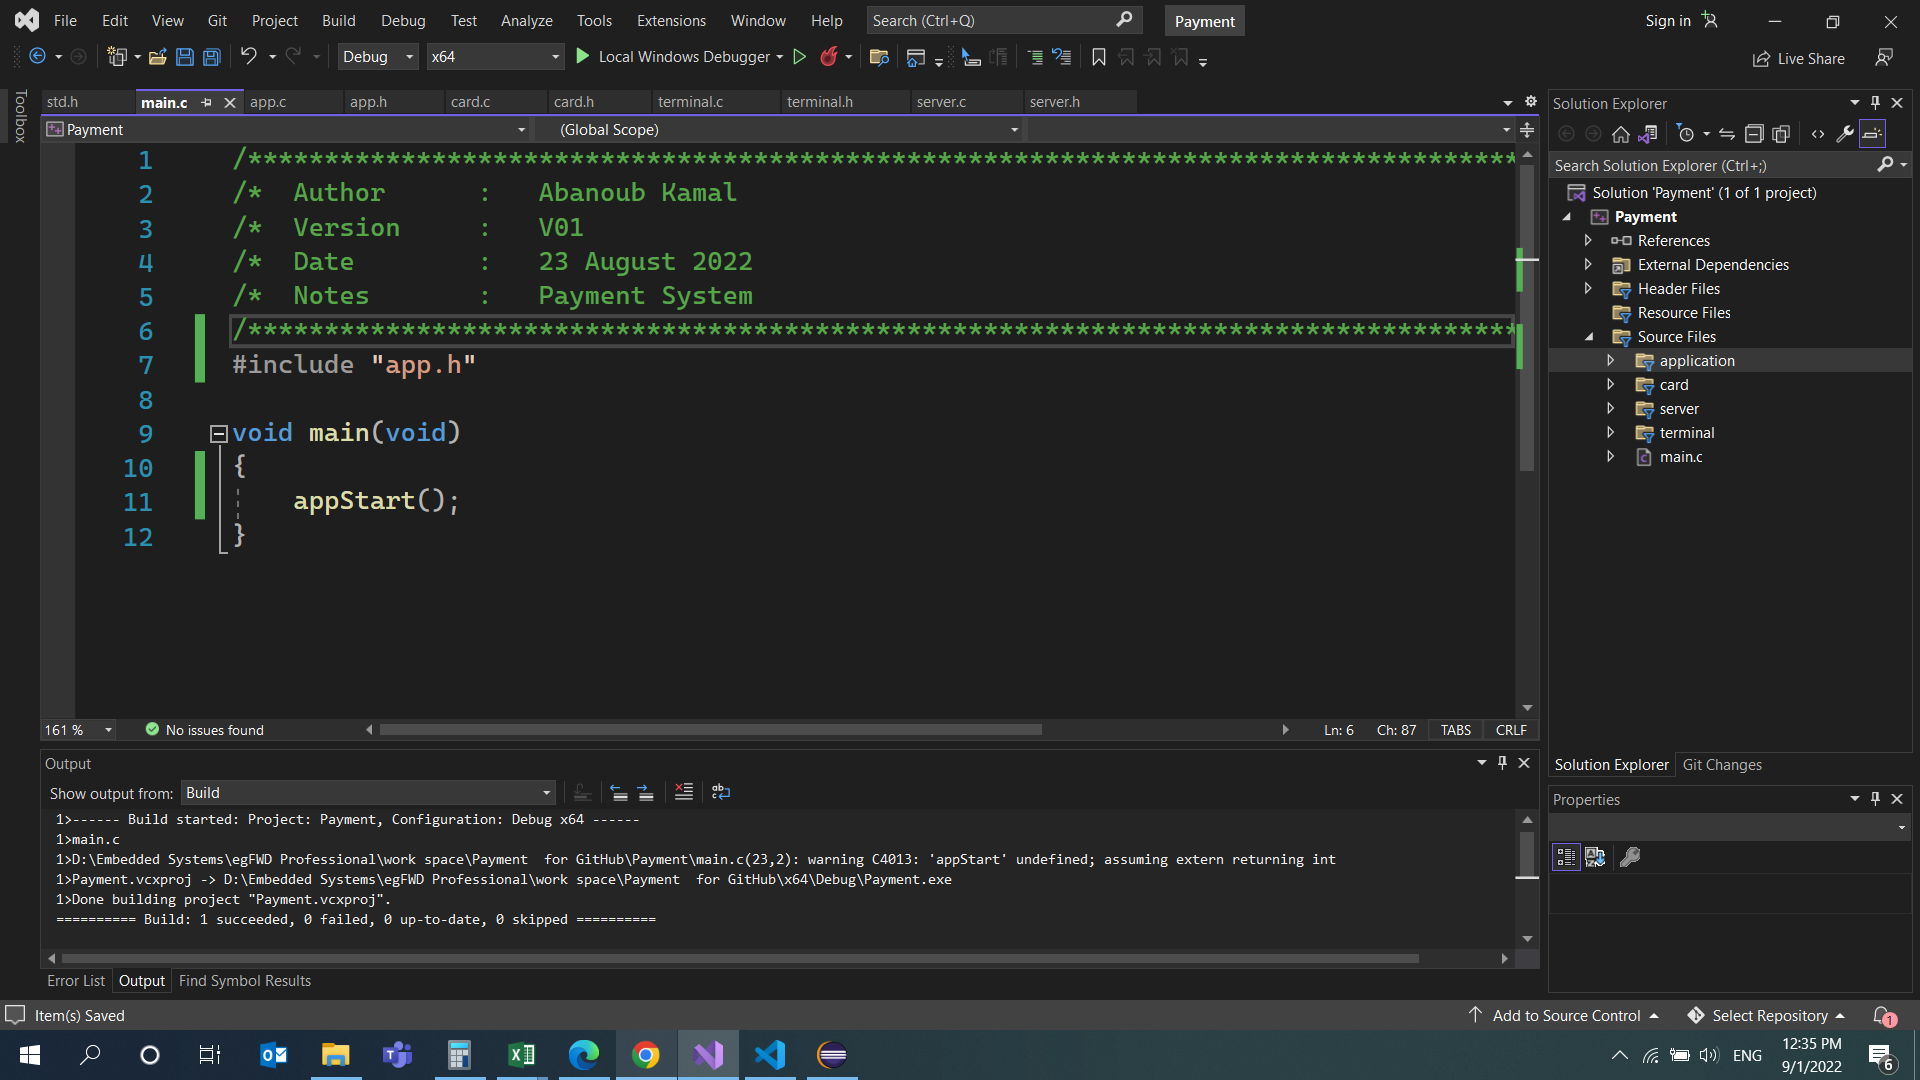 File Edit View Git Project Build Debug Test Analyze Tools Extensions Window Help Search (Ctrl+Q) Payment Sign in
Debug x64 Local Windows Debugger Live Share
Toolbox
std.h main.c app.c app.h card.c card.h terminal.c terminal.h server.c server.h
Payment (Global Scope)
1 /************************************************************************************
2 /* Author : Abanoub Kamal
3 /* Version : V01
4 /* Date : 23 August 2022
5 /* Notes : Payment System
6 /************************************************************************************
7 #include "app.h"
8
9 void main(void)
10 {
11 appStart();
12 }
161 % No issues found Ln: 6 Ch: 87 TABS CRLF
Output
Show output from: Build
1>------ Build started: Project: Payment, Configuration: Debug x64 ------
1>main.c
1>D:\Embedded Systems\egFWD Professional\work space\Payment  for GitHub\Payment\main.c(23,2): warning C4013: 'appStart' undefined; assuming extern returning int
1>Payment.vcxproj -> D:\Embedded Systems\egFWD Professional\work space\Payment  for GitHub\x64\Debug\Payment.exe
1>Done building project "Payment.vcxproj".
========== Build: 1 succeeded, 0 failed, 0 up-to-date, 0 skipped ==========
Error List Output Find Symbol Results
Solution Explorer
Search Solution Explorer (Ctrl+;)
Solution 'Payment' (1 of 1 project)
Payment
References
External Dependencies
Header Files
Resource Files
Source Files
application
card
server
terminal
main.c
Solution Explorer Git Changes
Properties
Item(s) Saved Add to Source Control Select Repository 1
ENG 12:35 PM
9/1/2022 6